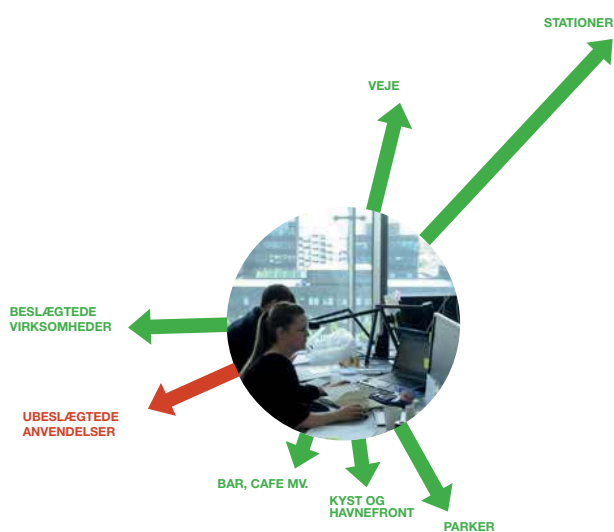 STATIONER
VEJE
BESLÆGTEDE
VIRKSOMHEDER
UBESLÆGTEDE
ANVENDELSER
BAR, CAFE MV.
KYST OG
HAVNEFRONT
PARKER